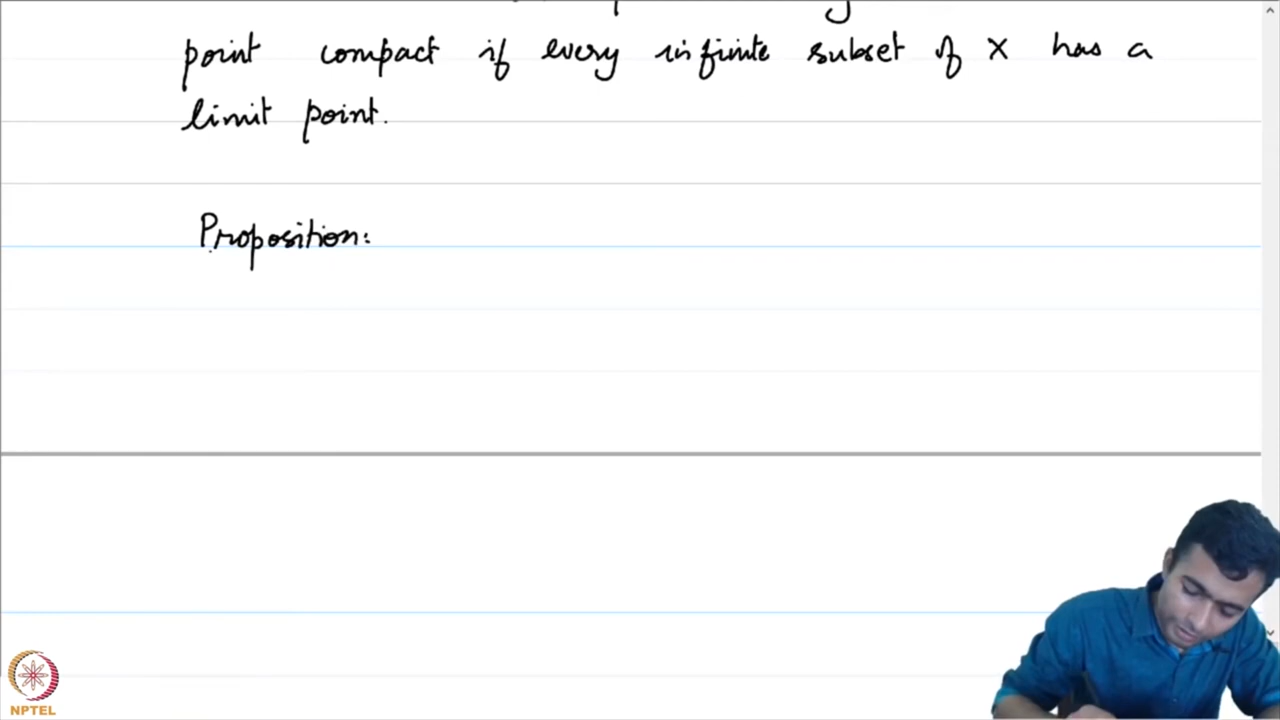 point compact if every infinite subset of X has a
limit point.
Proposition:
NPTEL